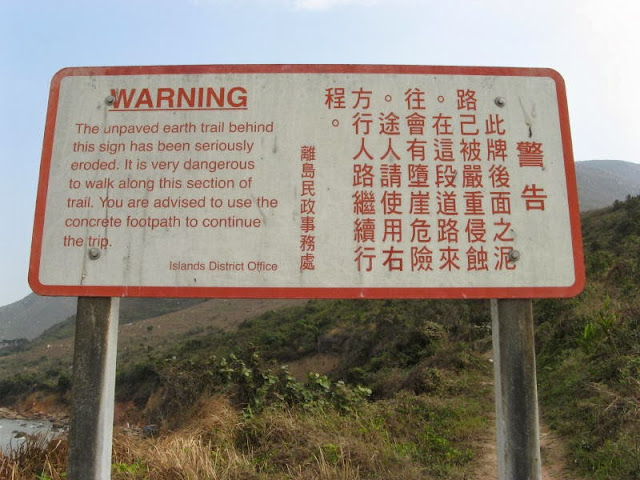 WARNING
The unpaved earth trail behind
this sign has been seriously
eroded. It is very dangerous
to walk along this section of
trail. You are advised to use the
concrete footpath to continue
the trip.
Islands District Office
警告
此牌後面之泥
路己被嚴重侵蝕
。在這段道路來
往會有墮崖危險
。途人請使用右
方行人路繼續行
程。
離島民政事務處